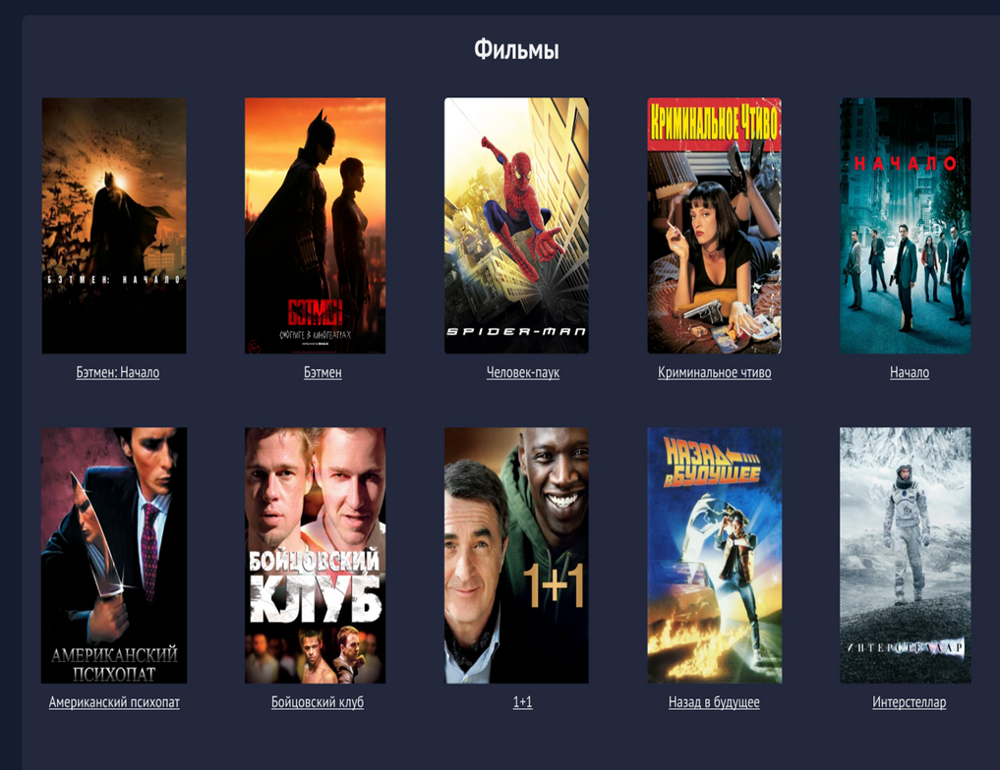 Фильмы
БЭТМЕН: НАЧАЛО
БЭТМЕН
СМОТРИТЕ В КИНОТЕАТРАХ
SPIDER-MAN
КРИМИНАЛЬНОЕ ЧТИВО
НАЧАЛО
Бэтмен: Начало
Бэтмен
Человек-паук
Криминальное чтиво
Начало
АМЕРИКАНСКИЙ
ПСИХОПАТ
БОЙЦОВСКИЙ
КЛУБ
1+1
НАЗАД
В БУДУЩЕЕ
ИНТЕРСТЕЛЛАР
Американский психопат
Бойцовский клуб
1+1
Назад в будущее
Интерстеллар